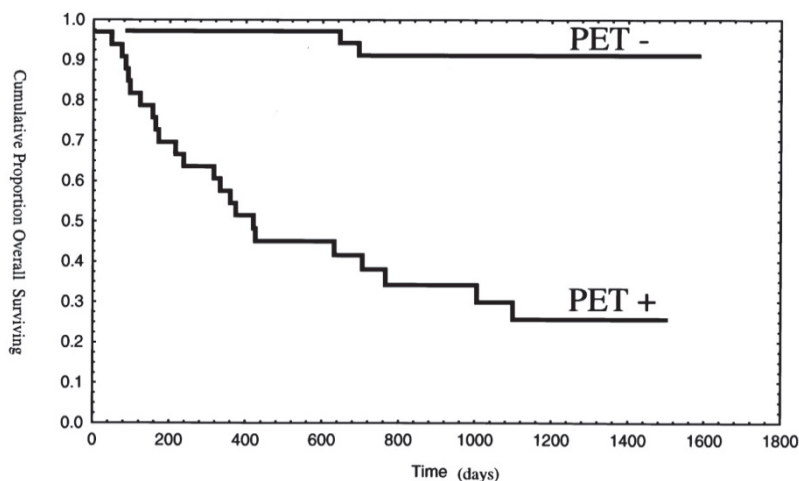 Cumulative Proportion Overall Surviving
1.0
0.9
0.8
0.7
0.6
0.5
0.4
0.3
0.2
0.1
0.0
PET -
PET +
0 200 400 600 800 1000 1200 1400 1600 1800
Time (days)